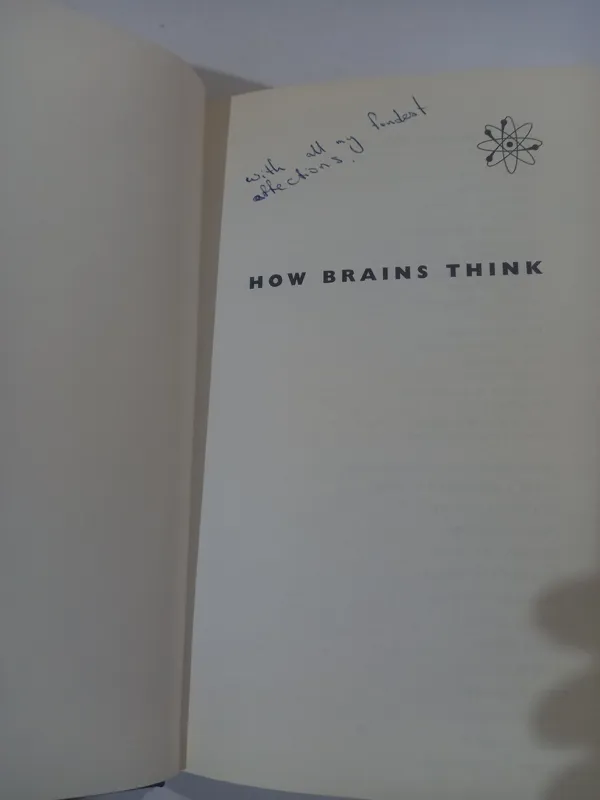 with all my fondest
affections.
HOW BRAINS THINK